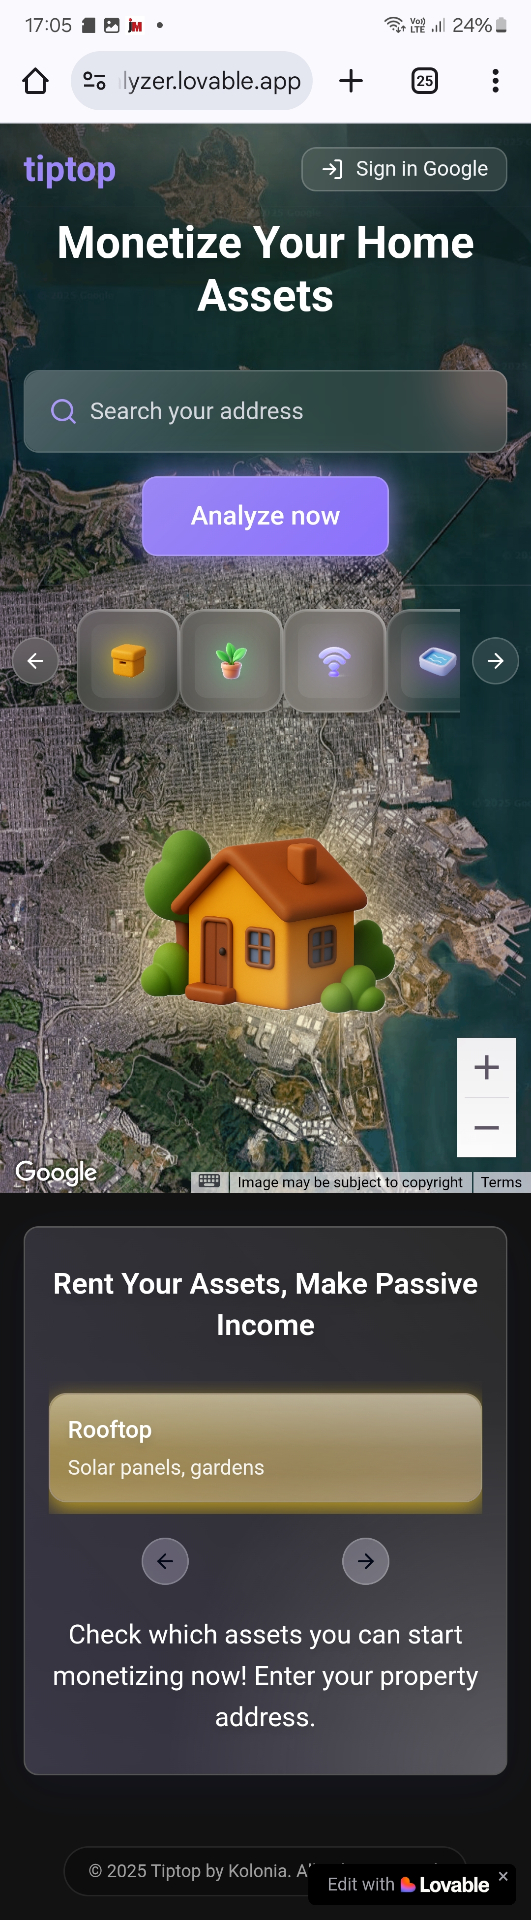 17:05
Vo)) LTE 24%
lyzer.lovable.app
25
tiptop
Sign in Google
Monetize Your Home
Assets
Search your address
Analyze now
Google
Image may be subject to copyright
Terms
Rent Your Assets, Make Passive
Income
Rooftop
Solar panels, gardens
Check which assets you can start
monetizing now! Enter your property
address.
© 2025 Tiptop by Kolonia.
Edit with Lovable